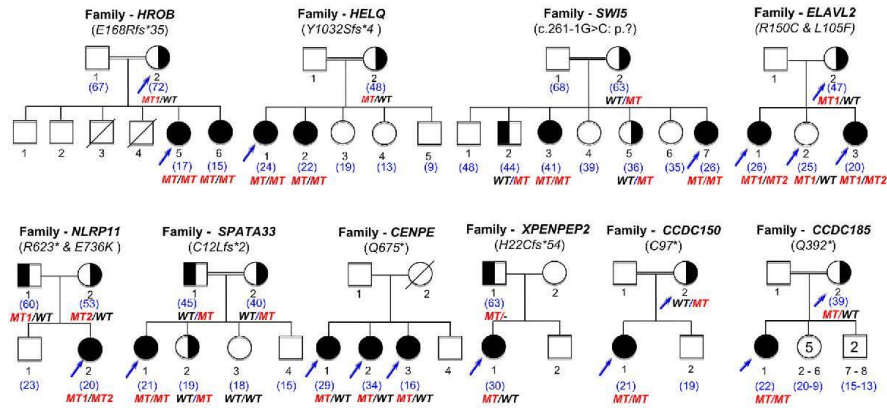 Family - HROB
(E168Rfs*35)
1
2
(67)
(72)
MT1/WT
1
2
3
4
5
6
(17)
(15)
MT/MT
MT/MT
Family - HELQ
(Y1032Sfs*4)
1
2
(48)
MT/WT
1
2
3
4
5
(24)
(22)
(19)
(13)
(9)
MT/MT
MT/MT
Family - SWI5
(c.261-1G>C: p.?)
1
2
(68)
(63)
WT/MT
1
2
3
4
5
6
7
(48)
(44)
(41)
(39)
(36)
(35)
(26)
WT/MT
MT/MT
WT/MT
MT/MT
Family - ELAVL2
(R150C & L105F)
1
2
(47)
MT1/WT
1
2
3
(26)
(25)
(20)
MT1/MT2
MT1/WT
MT1/MT2
Family - NLRP11
(R623* & E736K)
1
2
(60)
(53)
MT1/WT
MT2/WT
1
2
(23)
(20)
MT1/MT2
Family - SPATA33
(C12Lfs*2)
1
2
(45)
(40)
WT/MT
WT/MT
1
2
3
4
(21)
(19)
(18)
(15)
MT/MT
WT/MT
WT/WT
Family - CENPE
(Q675*)
1
2
1
2
3
4
(29)
(34)
(16)
MT/WT
MT/WT
MT/WT
Family - XPENPEP2
(H22Cfs*54)
1
2
(63)
MT/-
1
2
(30)
MT/WT
Family - CCDC150
(C97*)
1
2
WT/MT
1
2
(21)
(19)
MT/MT
Family - CCDC185
(Q392*)
1
2
(39)
MT/WT
5
2
1
2 - 6
7 - 8
(22)
(20-9)
(15-13)
MT/MT